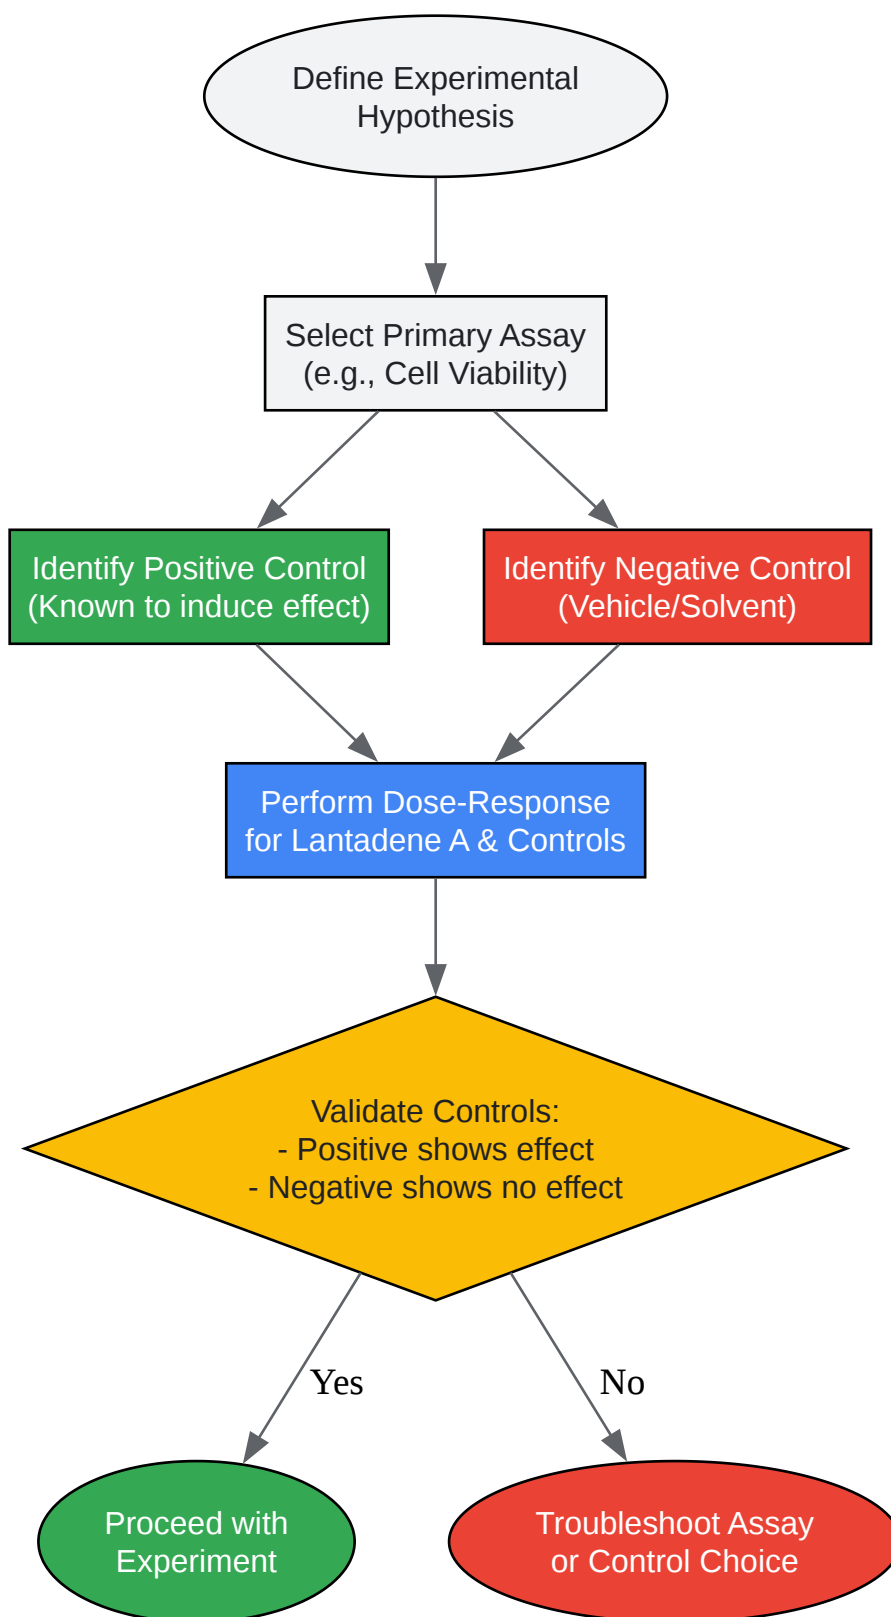 Define Experimental
Hypothesis
Select Primary Assay
(e.g., Cell Viability)
Identify Positive Control
(Known to induce effect)
Identify Negative Control
(Vehicle/Solvent)
Perform Dose-Response
for Lantadene A & Controls
Validate Controls:
- Positive shows effect
- Negative shows no effect
Yes
No
Proceed with
Experiment
Troubleshoot Assay
or Control Choice